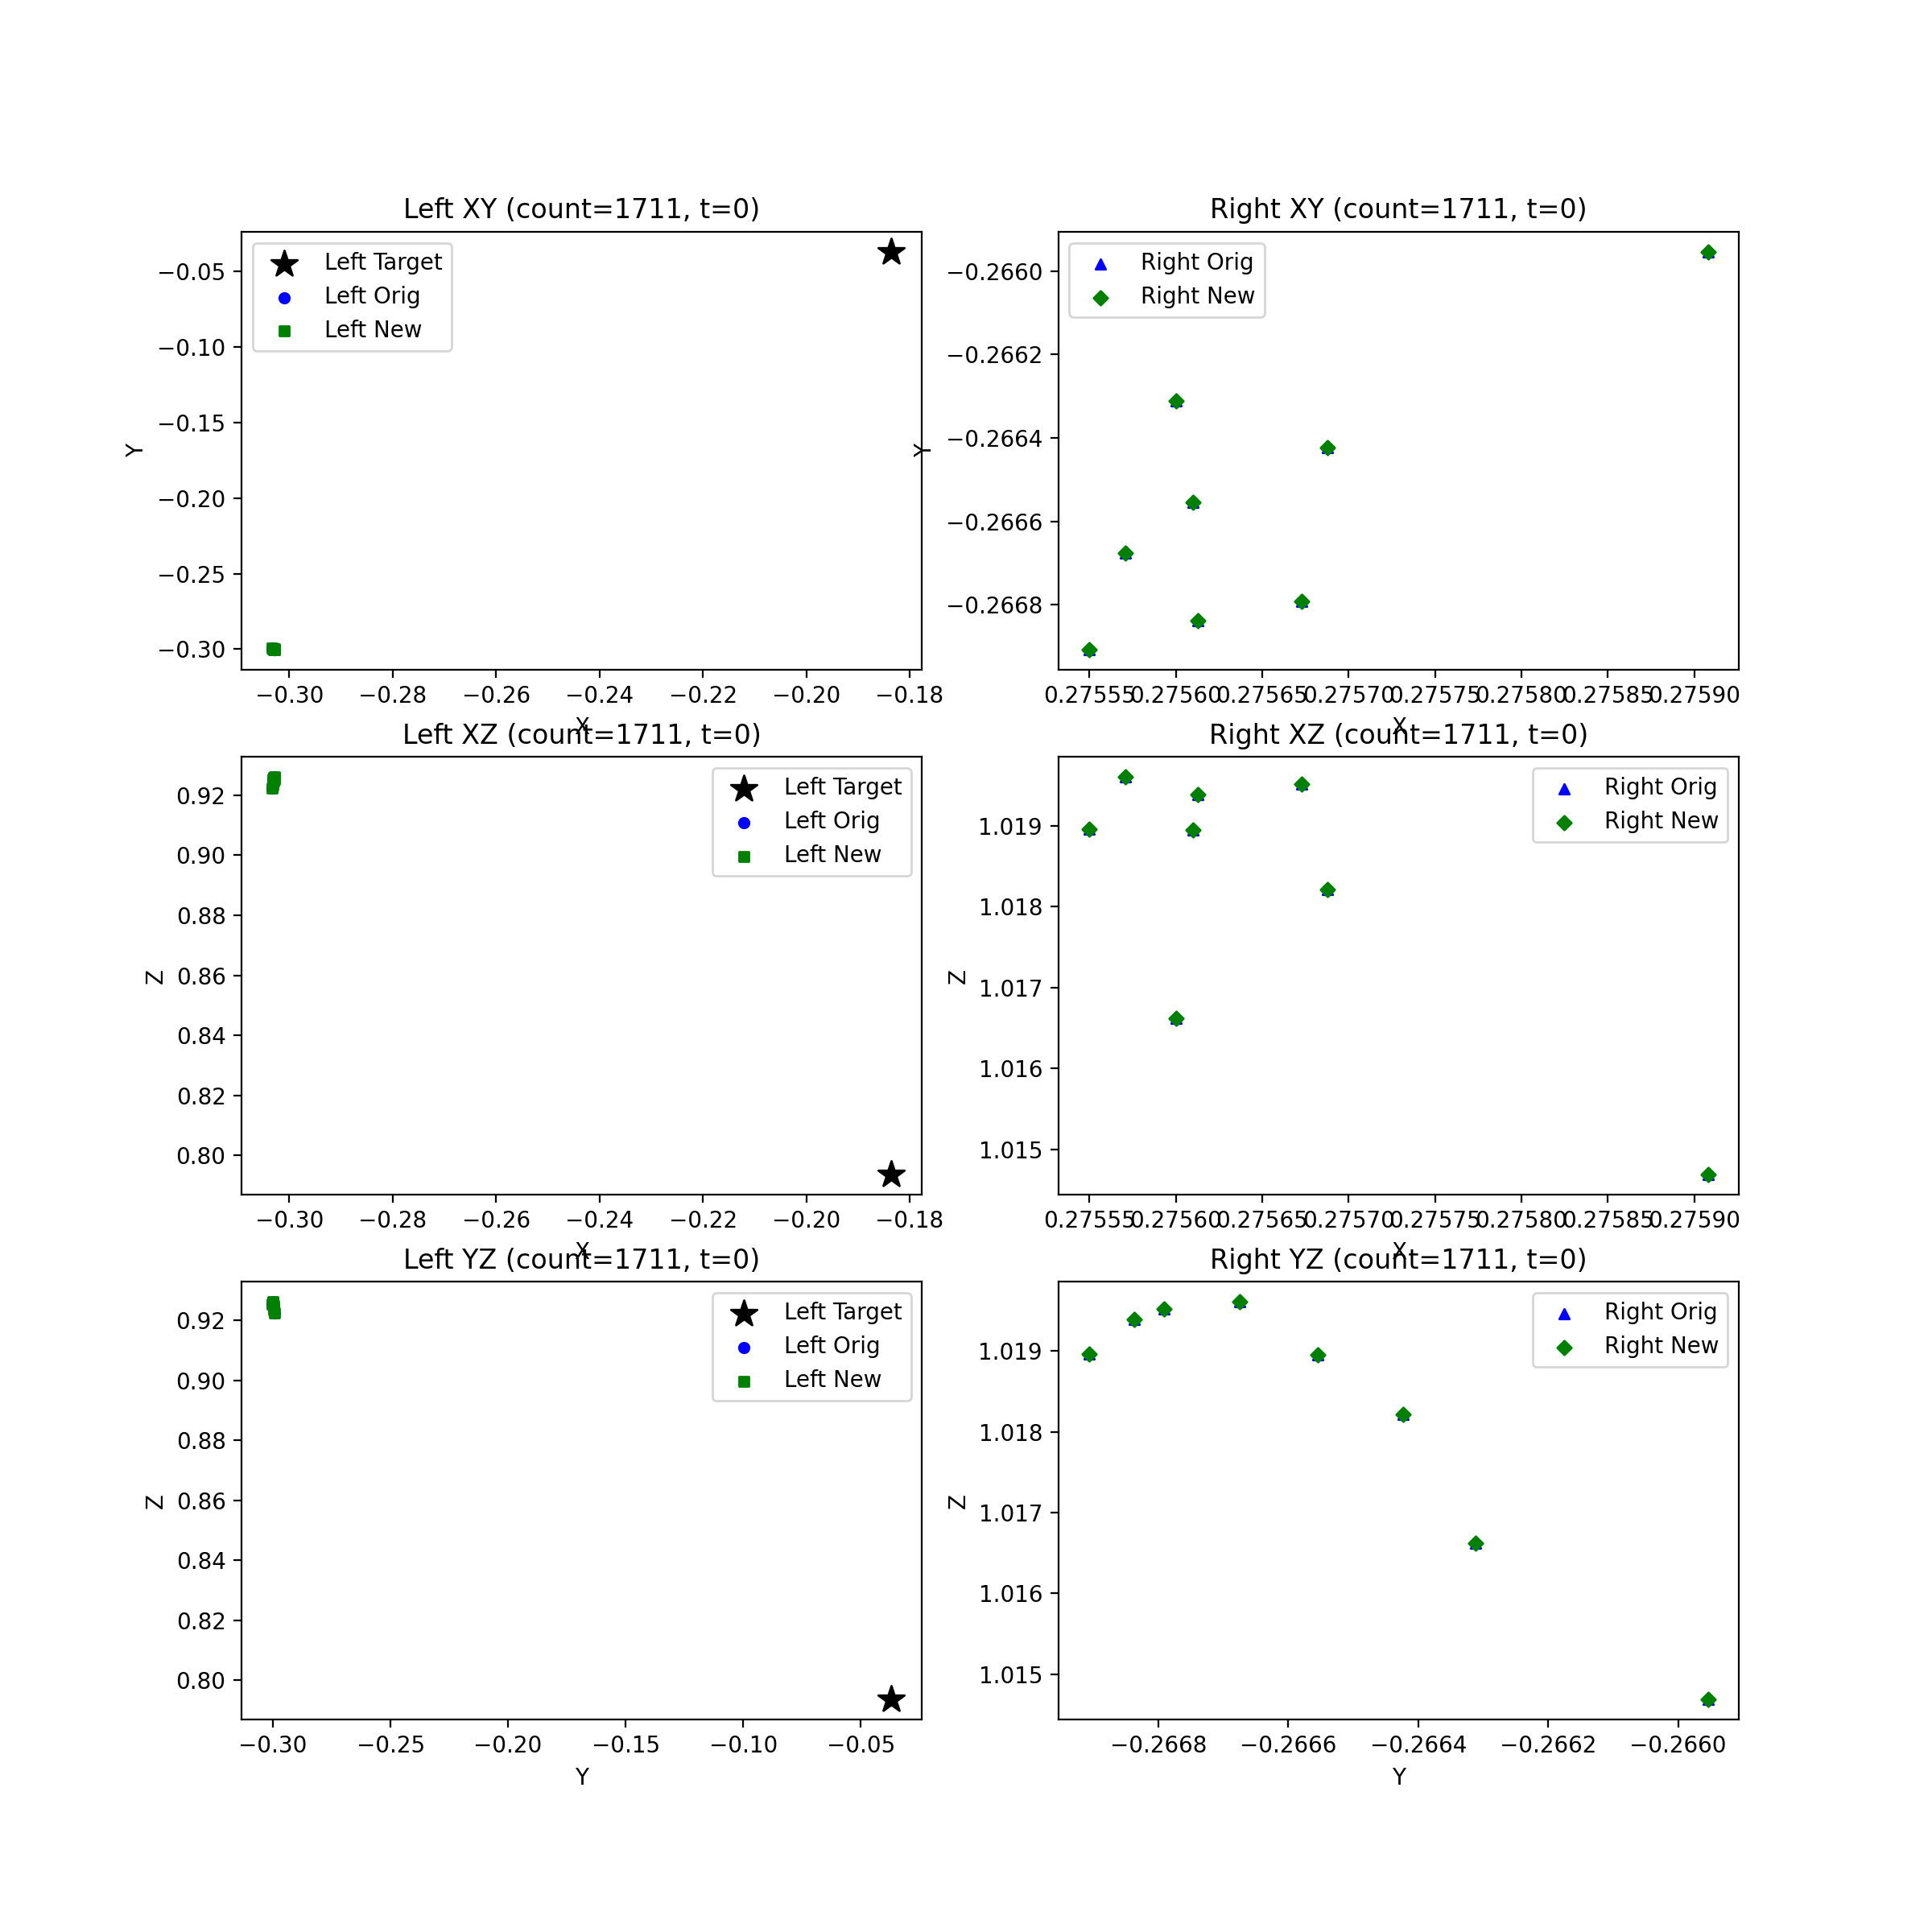 Left XY (count=1711, t=0)
Left Target
Left Orig
Left New
−0.05
−0.10
−0.15
−0.20
−0.25
−0.30
Y
−0.30 −0.28 −0.26 −0.24 −0.22 −0.20 −0.18
X
Right XY (count=1711, t=0)
Right Orig
Right New
−0.2660
−0.2662
−0.2664
−0.2666
−0.2668
Y
0.27555 0.27560 0.27565 0.27570 0.27575 0.27580 0.27585 0.27590
X
Left XZ (count=1711, t=0)
Left Target
Left Orig
Left New
0.92
0.90
0.88
0.86
0.84
0.82
0.80
Z
−0.30 −0.28 −0.26 −0.24 −0.22 −0.20 −0.18
X
Right XZ (count=1711, t=0)
Right Orig
Right New
1.019
1.018
1.017
1.016
1.015
Z
0.27555 0.27560 0.27565 0.27570 0.27575 0.27580 0.27585 0.27590
X
Left YZ (count=1711, t=0)
Left Target
Left Orig
Left New
0.92
0.90
0.88
0.86
0.84
0.82
0.80
Z
−0.30 −0.25 −0.20 −0.15 −0.10 −0.05
Y
Right YZ (count=1711, t=0)
Right Orig
Right New
1.019
1.018
1.017
1.016
1.015
Z
−0.2668 −0.2666 −0.2664 −0.2662 −0.2660
Y